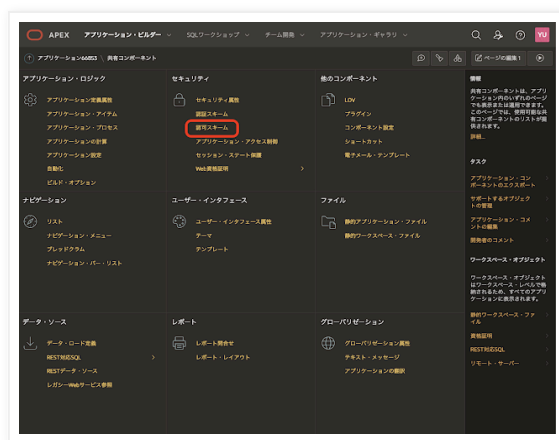 APEX アプリケーション・ビルダー SQLワークショップ チーム開発 アプリケーション・ギャラリ YU
アプリケーション66853 \ 共有コンポーネント ページの編集1
アプリケーション・ロジック
アプリケーション定義属性
アプリケーション・アイテム
アプリケーション・プロセス
アプリケーションの計算
アプリケーション設定
自動化
ビルド・オプション
セキュリティ
セキュリティ属性
認証スキーム
認可スキーム
アプリケーション・アクセス制御
セッション・ステート保護
Web資格証明
他のコンポーネント
LOV
プラグイン
コンポーネント設定
ショートカット
電子メール・テンプレート
ナビゲーション
リスト
ナビゲーション・メニュー
ブレッドクラム
ナビゲーション・バー・リスト
ユーザー・インタフェース
ユーザー・インタフェース属性
テーマ
テンプレート
ファイル
静的アプリケーション・ファイル
静的ワークスペース・ファイル
データ・ソース
データ・ロード定義
REST対応SQL
RESTデータ・ソース
レガシーWebサービス参照
レポート
レポート問合せ
レポート・レイアウト
グローバリゼーション
グローバリゼーション属性
テキスト・メッセージ
アプリケーションの翻訳
情報
共有コンポーネントは、アプリ
ケーション内のいずれのページ
でも表示または適用できます。
このページでは、使用可能な共
有コンポーネントのリストが提
供されます。
詳細...
タスク
アプリケーション・コン
ポーネントのエクスポート
サポートするオブジェク
トの管理
アプリケーション・コメ
ントの編集
開発者のコメント
ワークスペース・オブジェクト
ワークスペース・オブジェクト
はワークスペース・レベルで格
納されるため、すべてのアプリ
ケーションに表示されます。
静的ワークスペース・ファ
イル
資格証明
REST対応SQL
リモート・サーバー